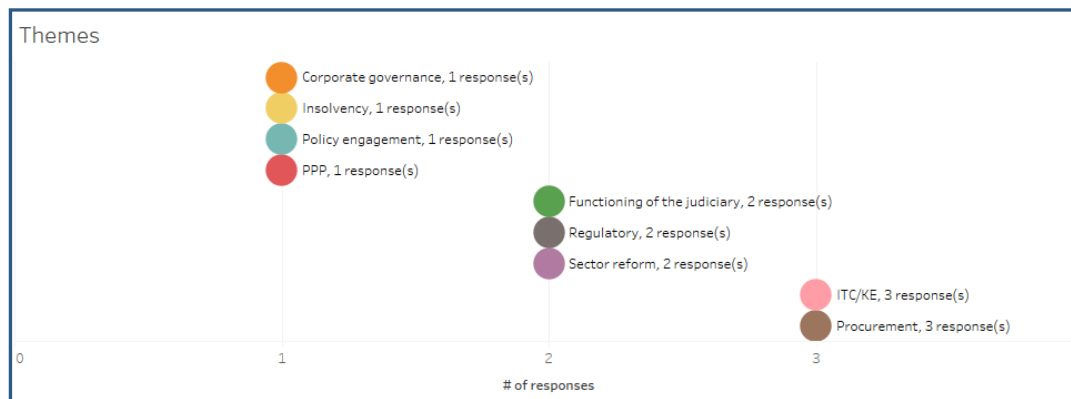 Themes
Corporate governance, 1 response(s)
Insolvency, 1 response(s)
Policy engagement, 1 response(s)
PPP, 1 response(s)
Functioning of the judiciary, 2 response(s)
Regulatory, 2 response(s)
Sector reform, 2 response(s)
ITC/KE, 3 response(s)
Procurement, 3 response(s)
0 1 2 3
# of responses